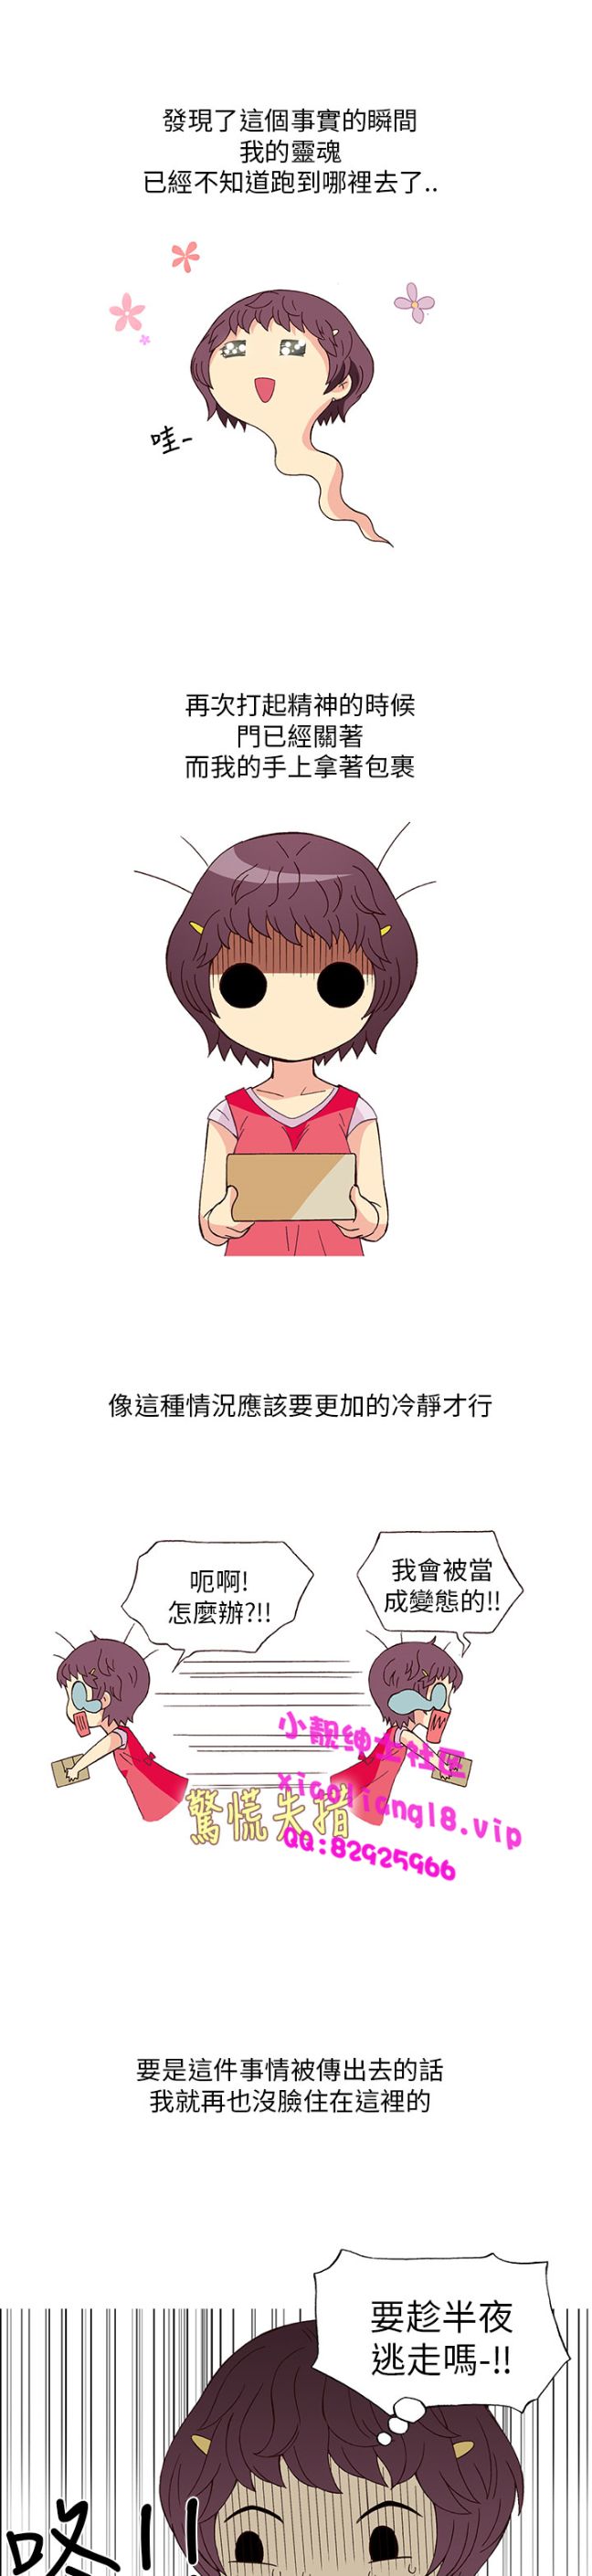 發現了這個事實的瞬間
我的靈魂
已經不知道跑到哪裡去了..
哇-
再次打起精神的時候
門已經關著
而我的手上拿著包裹
像這種情況應該要更加的冷靜才行
呃啊!
怎麼辦?!!
我會被當
成變態的!!
小靚紳士社区
xiaoliang18.vip
QQ:82925966
驚慌失措
要是這件事情被傳出去的話
我就再也沒臉住在這裡的
要趁半夜
逃走嗎-!!
咚!!